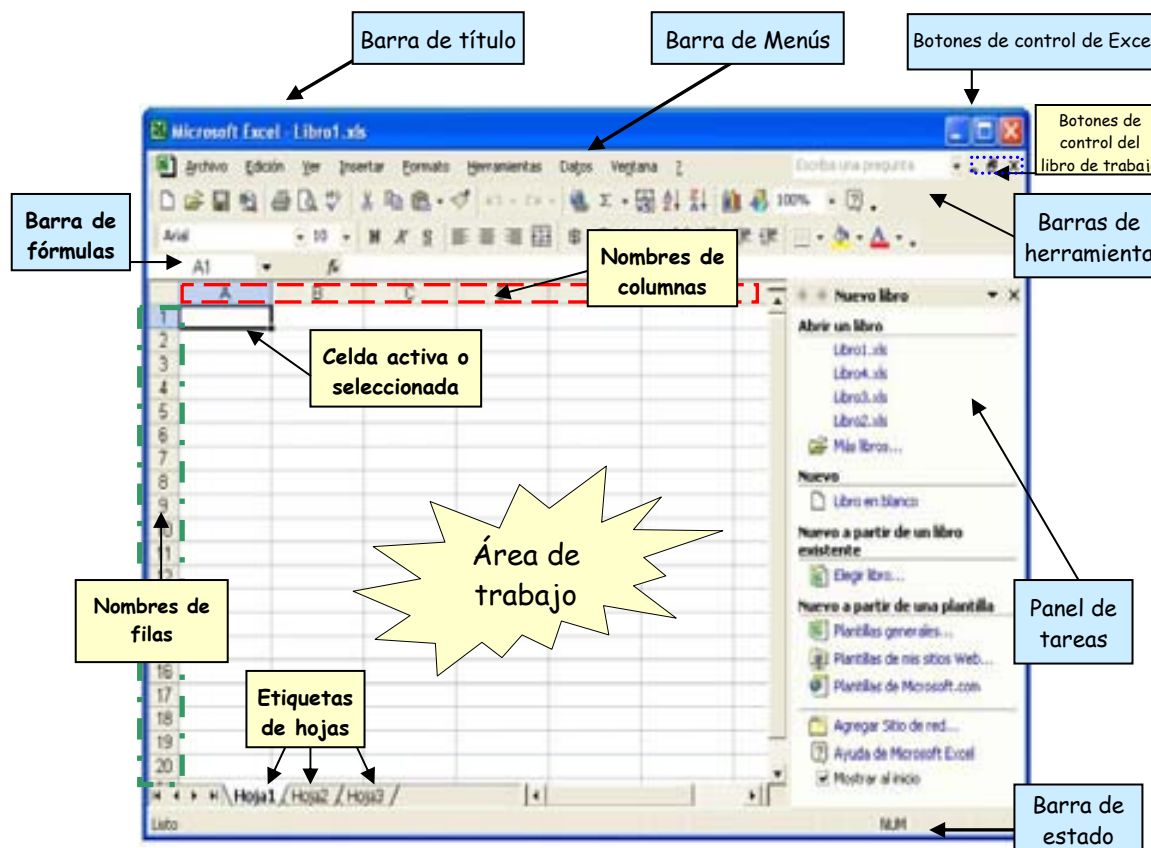 Barra de título
Barra de Menús
Botones de control de Exce
Microsoft Excel - Libro1.xls
Botones de
control del
libro de trabaj
Archivo Edición Ver Insertar Formato Herramientas Datos Ventana ?
Escriba una pregunta
100%
Barras de
herramienta
Barra de
fórmulas
Arial 10 N K S
A1 fx
Nombres de
columnas
A B C
Nuevo libro
1
2
3
4
5
6
7
8
9
11
12
16
17
18
19
20
Celda activa o
seleccionada
Abrir un libro
Libro1.xls
Libro4.xls
Libro3.xls
Libro2.xls
Más libros...
Nuevo
Libro en blanco
Nuevo a partir de un libro
existente
Elegir libro...
Nuevo a partir de una plantilla
Plantillas generales...
Plantillas de mis sitios Web...
Plantillas de Microsoft.com
Agregar Sitio de red...
Ayuda de Microsoft Excel
Mostrar al inicio
Área de
trabajo
Nombres de
filas
Panel de
tareas
Etiquetas
de hojas
Hoja1 Hoja2 Hoja3
Listo
NUM
Barra de
estado